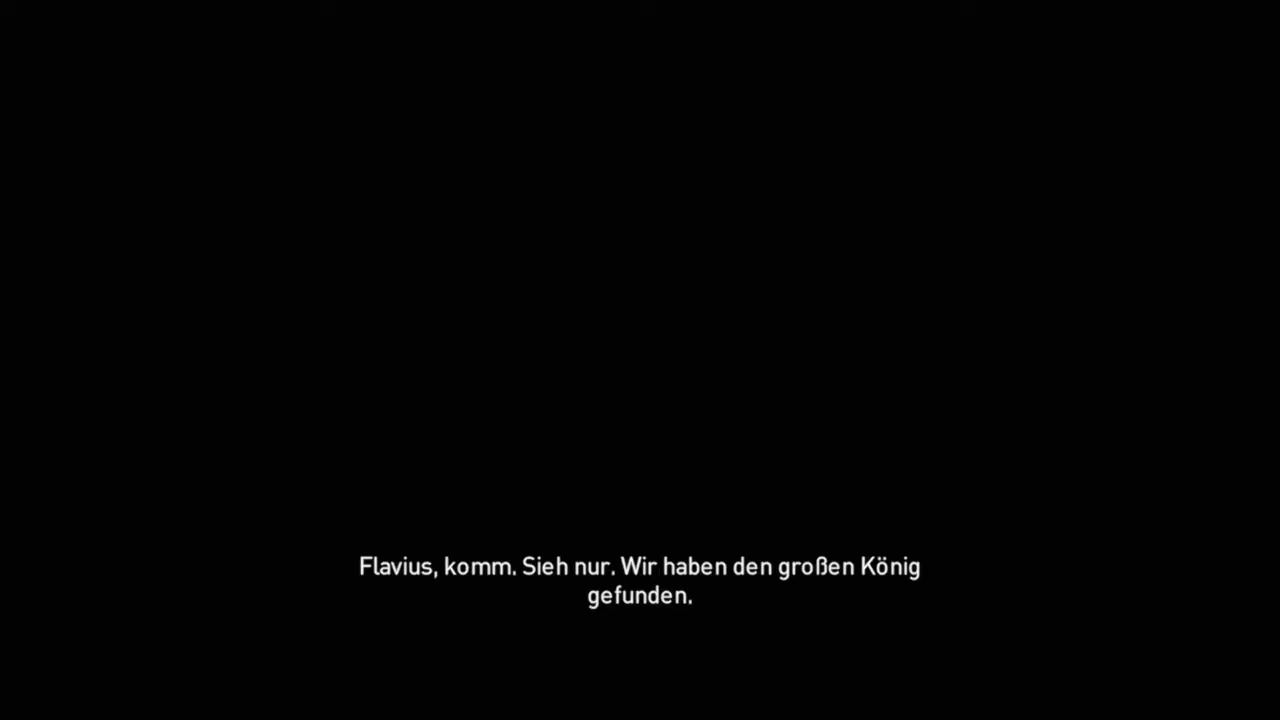 Flavius, komm. Sieh nur. Wir haben den großen König
gefunden.